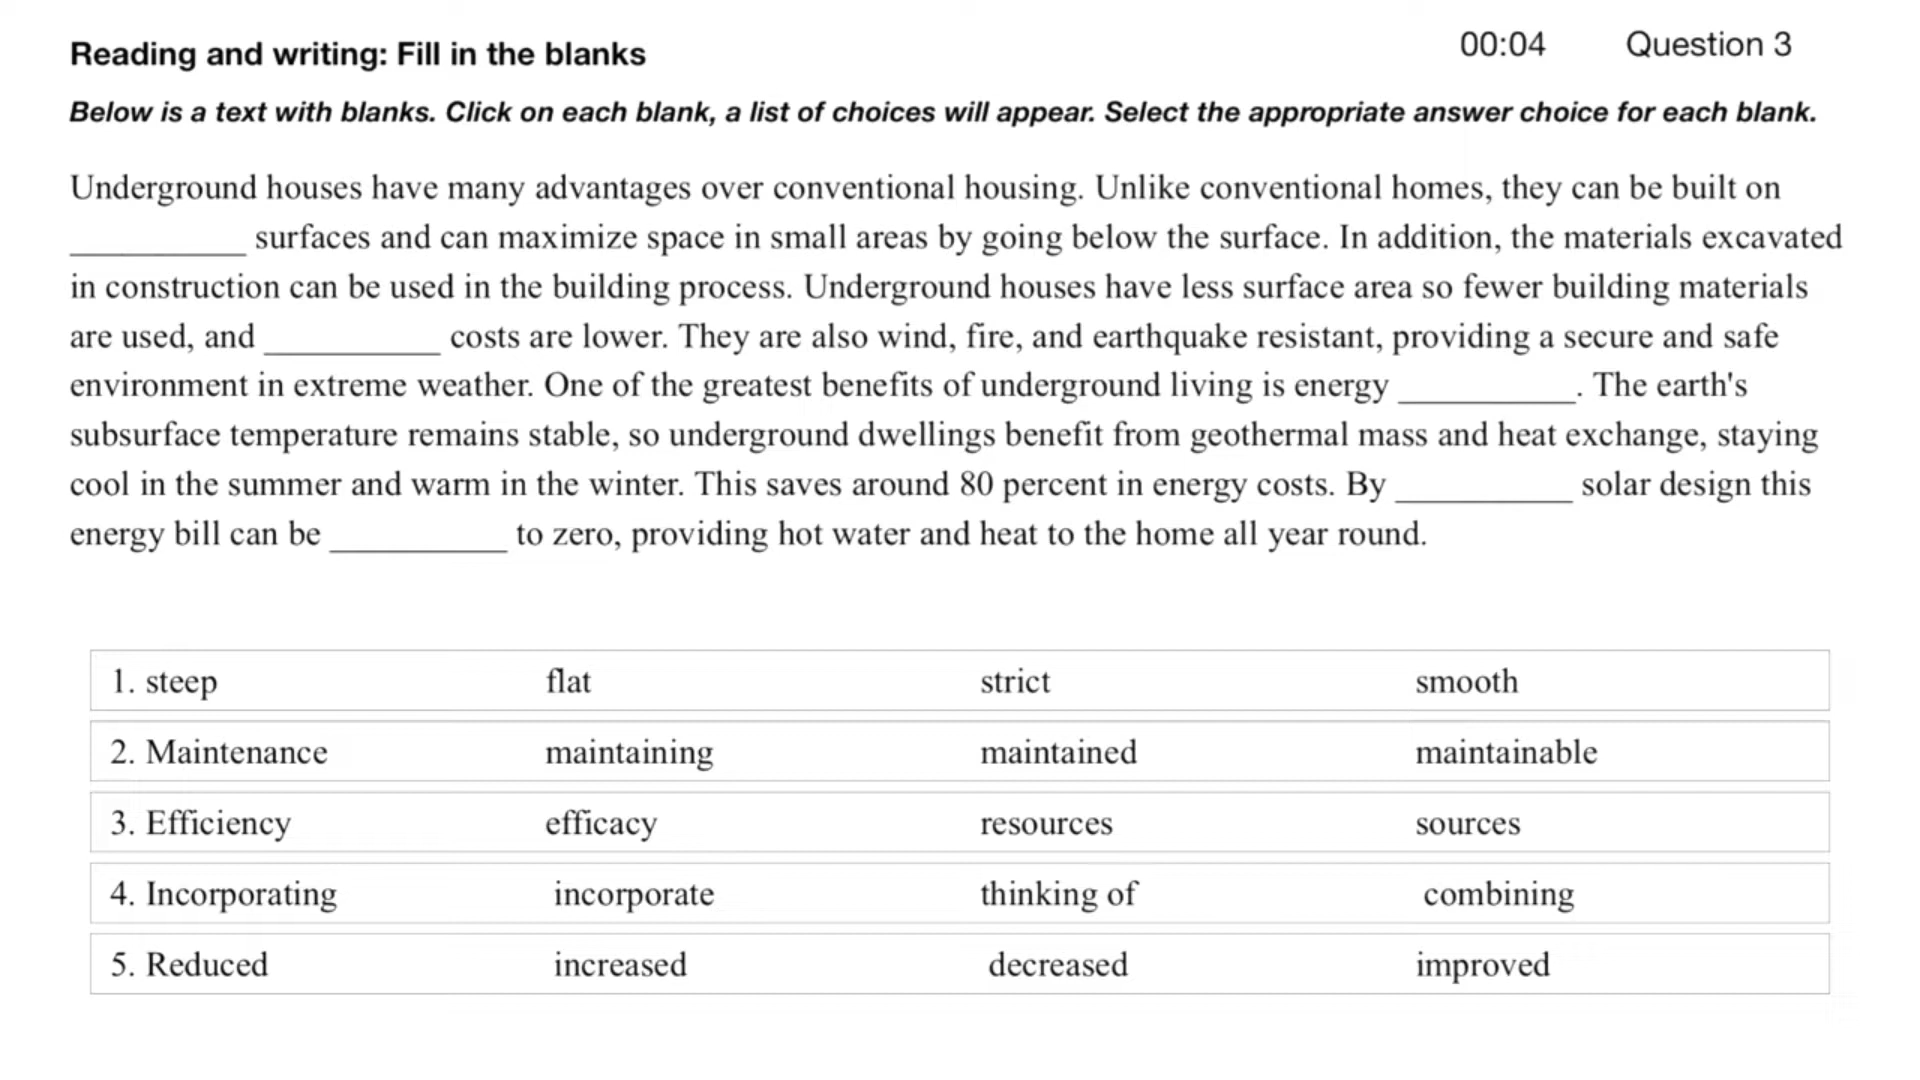 00:04 Question 3
Reading and writing: Fill in the blanks
Below is a text with blanks. Click on each blank, a list of choices will appear. Select the appropriate answer choice for each blank.
Underground houses have many advantages over conventional housing. Unlike conventional homes, they can be built on
__________ surfaces and can maximize space in small areas by going below the surface. In addition, the materials excavated
in construction can be used in the building process. Underground houses have less surface area so fewer building materials
are used, and __________ costs are lower. They are also wind, fire, and earthquake resistant, providing a secure and safe
environment in extreme weather. One of the greatest benefits of underground living is energy __________. The earth's
subsurface temperature remains stable, so underground dwellings benefit from geothermal mass and heat exchange, staying
cool in the summer and warm in the winter. This saves around 80 percent in energy costs. By __________ solar design this
energy bill can be __________ to zero, providing hot water and heat to the home all year round.
1. steep flat strict smooth
2. Maintenance maintaining maintained maintainable
3. Efficiency efficacy resources sources
4. Incorporating incorporate thinking of combining
5. Reduced increased decreased improved